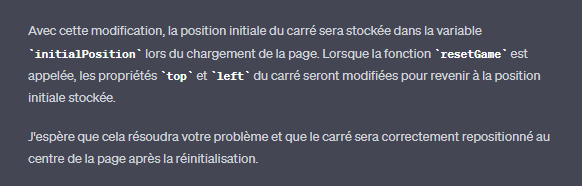 Avec cette modification, la position initiale du carré sera stockée dans la variable
`initialPosition` lors du chargement de la page. Lorsque la fonction `resetGame` est
appelée, les propriétés `top` et `left` du carré seront modifiées pour revenir à la position
initiale stockée.
J'espère que cela résoudra votre problème et que le carré sera correctement repositionné au
centre de la page après la réinitialisation.